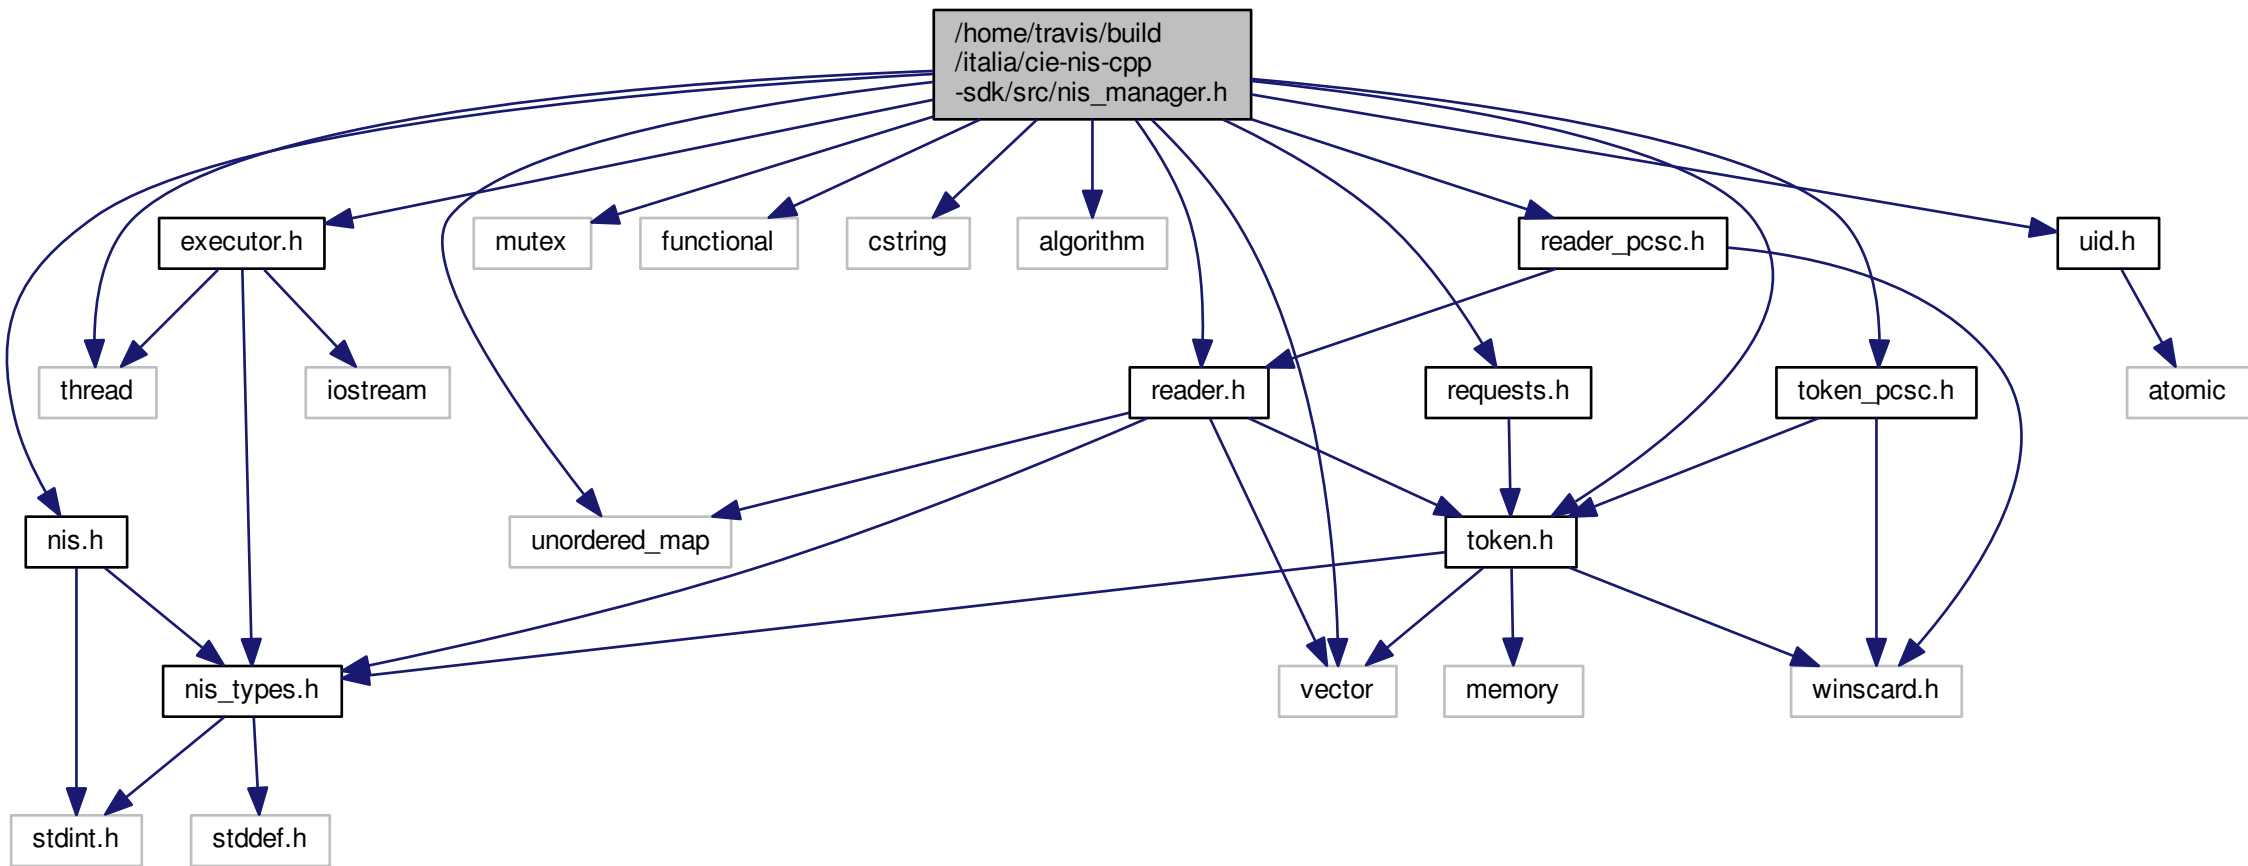 /home/travis/build
/italia/cie-nis-cpp
-sdk/src/nis_manager.h
executor.h
mutex
functional
cstring
algorithm
reader_pcsc.h
uid.h
thread
iostream
reader.h
requests.h
token_pcsc.h
atomic
nis.h
unordered_map
token.h
nis_types.h
vector
memory
winscard.h
stdint.h
stddef.h